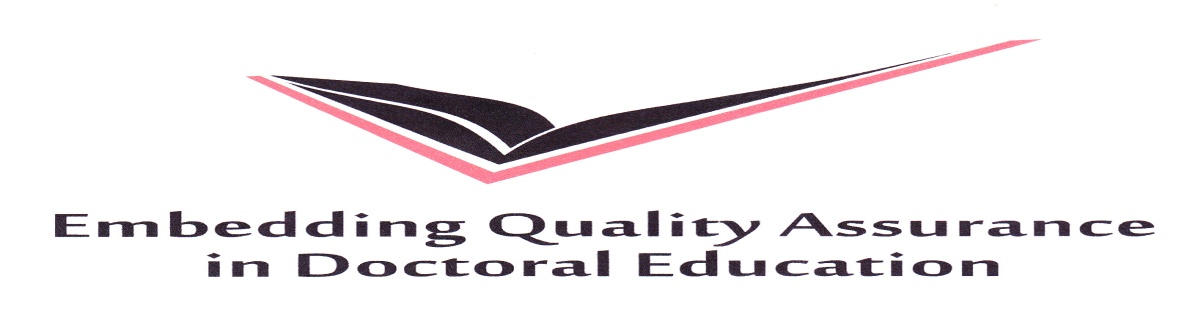 Embedding Quality Assurance
in Doctoral Education